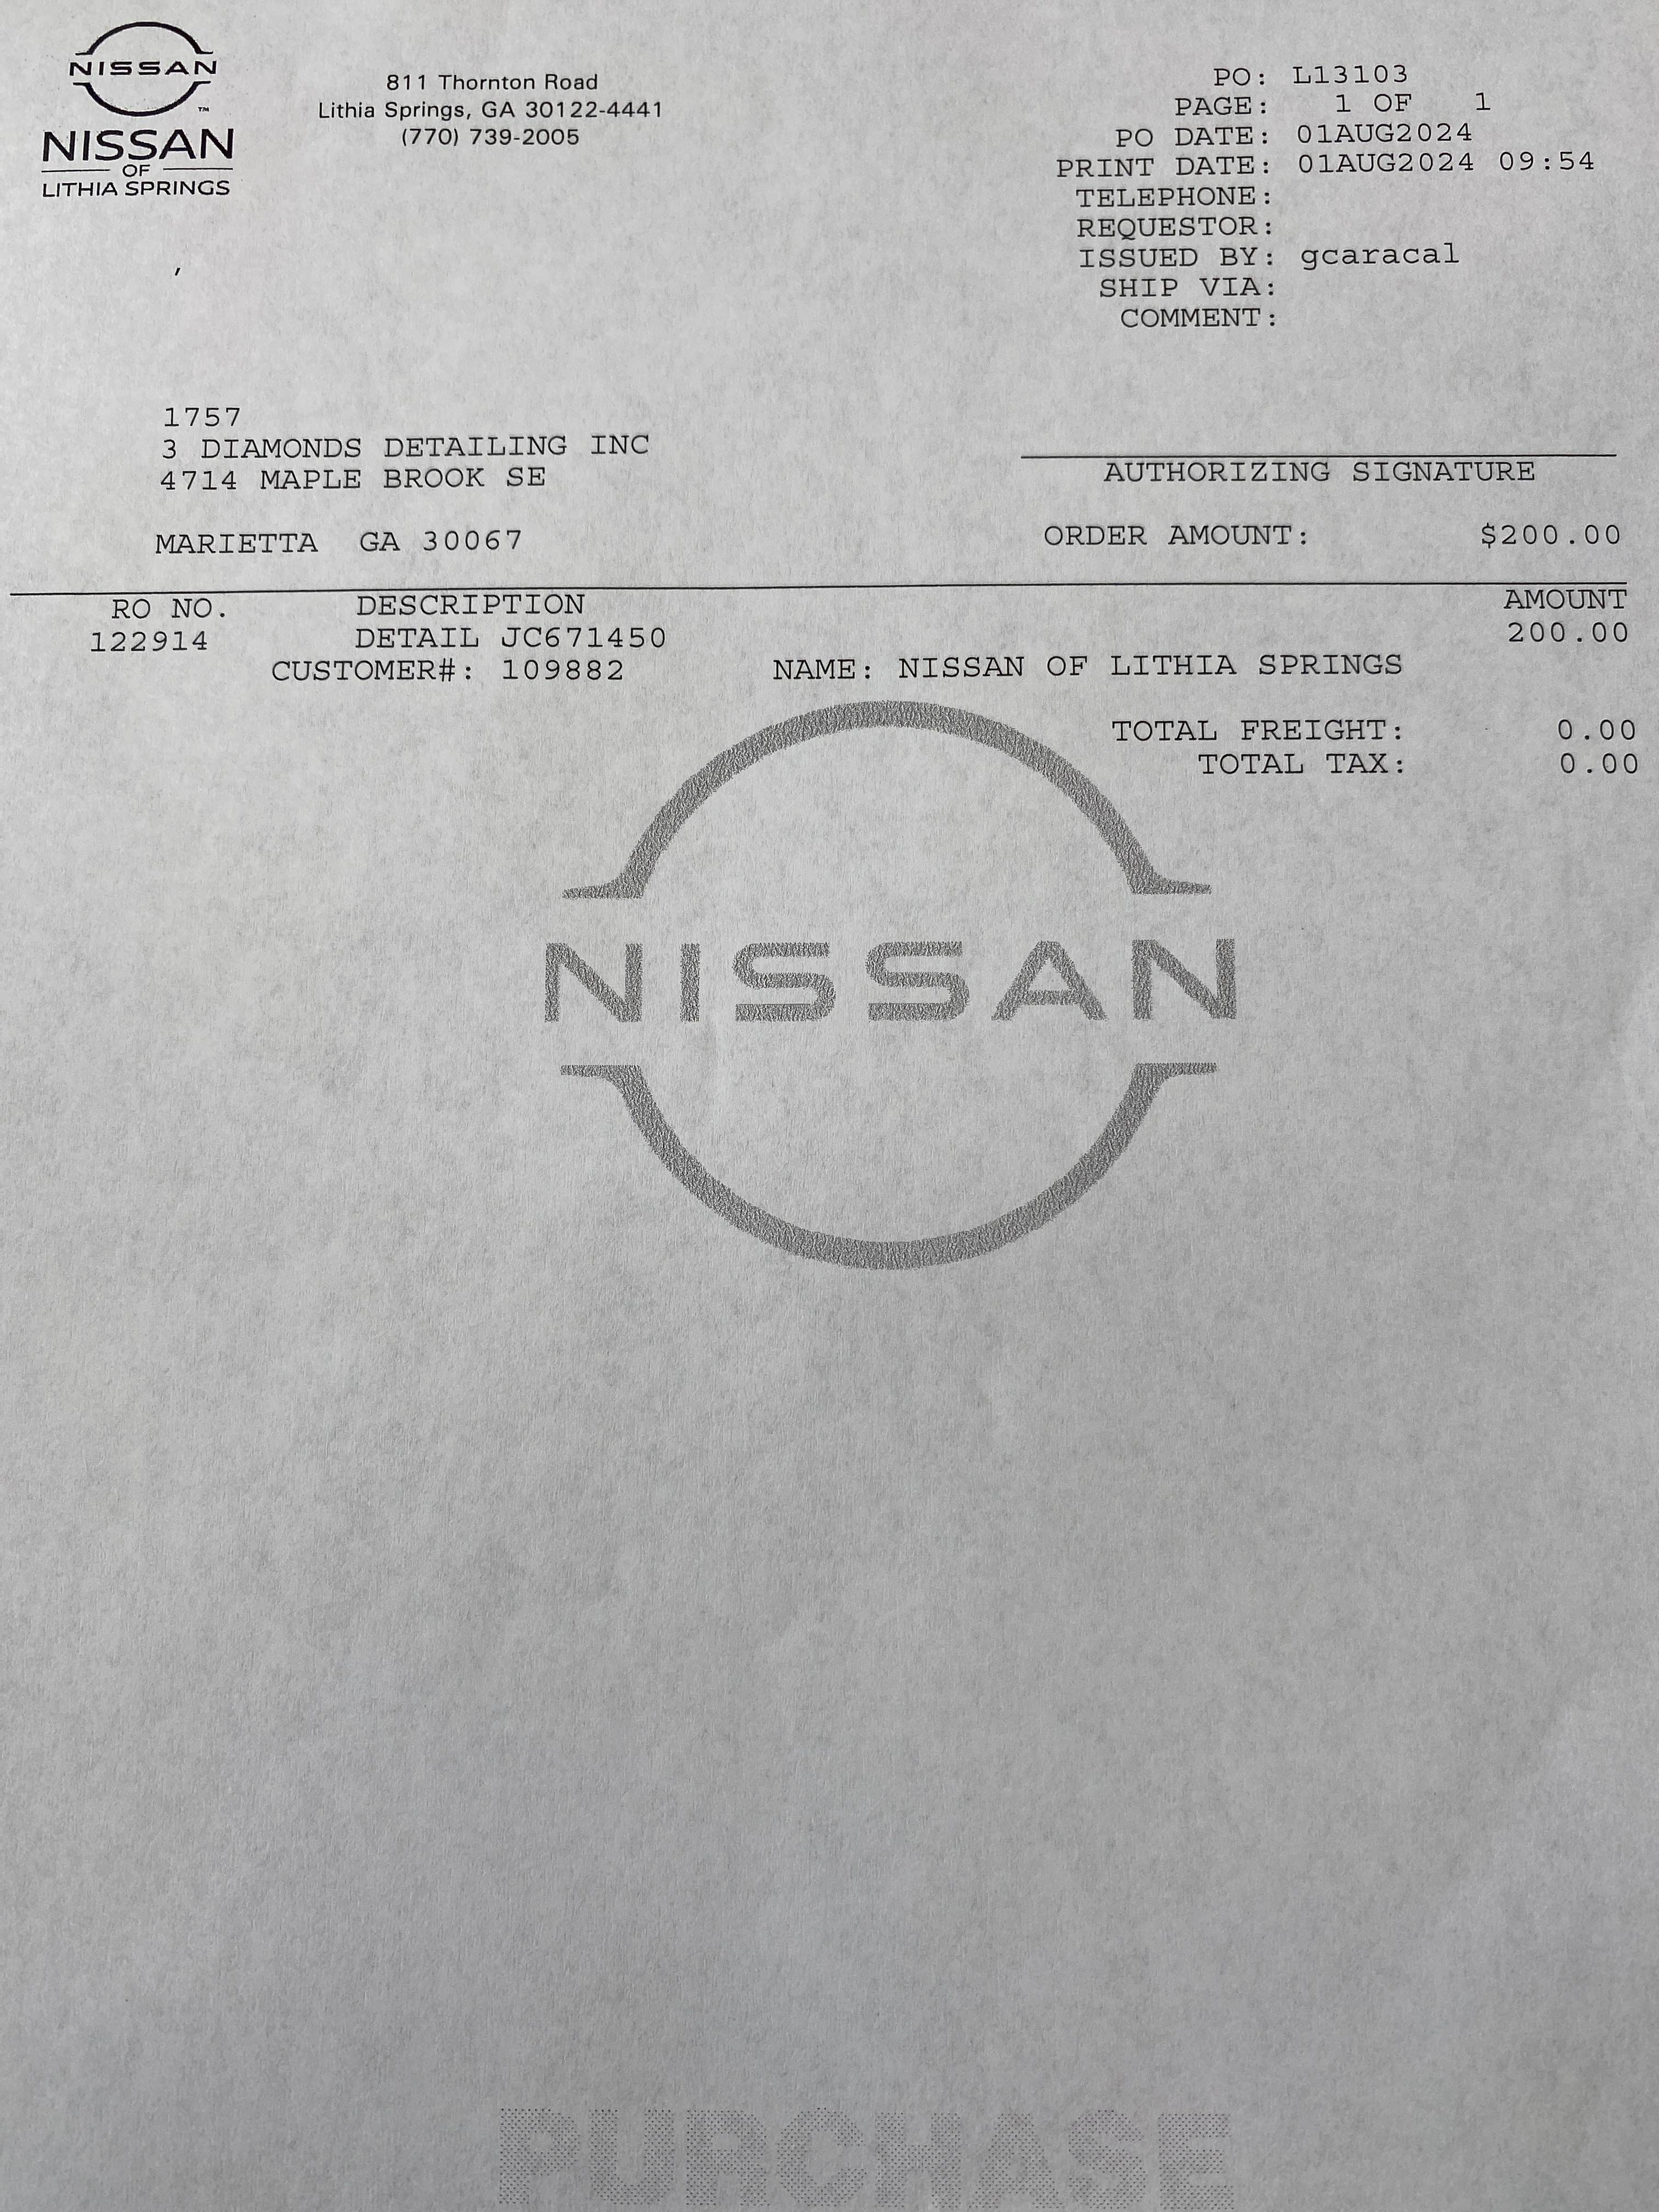 NISSAN
TM
NISSAN
OF
LITHIA SPRINGS
811 Thornton Road
Lithia Springs, GA 30122-4441
(770) 739-2005
PO: L13103
PAGE: 1 OF 1
PO DATE: 01AUG2024
PRINT DATE: 01AUG2024 09:54
TELEPHONE:
REQUESTOR:
ISSUED BY: gcaracal
SHIP VIA:
COMMENT:
,
1757
3 DIAMONDS DETAILING INC
4714 MAPLE BROOK SE
MARIETTA GA 30067
AUTHORIZING SIGNATURE
ORDER AMOUNT: $200.00
RO NO. DESCRIPTION AMOUNT
122914 DETAIL JC671450 200.00
CUSTOMER#: 109882 NAME: NISSAN OF LITHIA SPRINGS
TOTAL FREIGHT: 0.00
TOTAL TAX: 0.00
NISSAN
PURCHASE